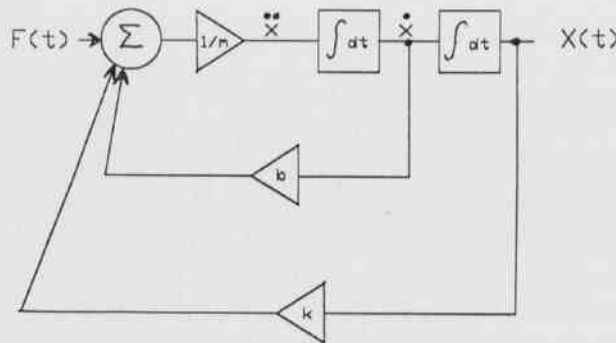 F(t) Σ 1/m ẍ ∫dt ẋ ∫dt X(t)
b
k